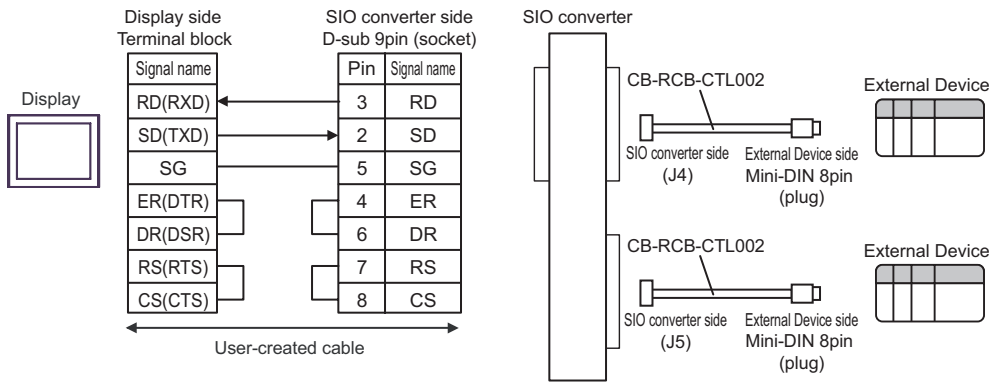 Display side
Terminal block
SIO converter side
D-sub 9pin (socket)
SIO converter
Display
Signal name
Pin Signal name
RD(RXD) 3 RD
SD(TXD) 2 SD
SG 5 SG
ER(DTR) 4 ER
DR(DSR) 6 DR
RS(RTS) 7 RS
CS(CTS) 8 CS
User-created cable
CB-RCB-CTL002
External Device
SIO converter side
(J4)
External Device side
Mini-DIN 8pin
(plug)
CB-RCB-CTL002
External Device
SIO converter side
(J5)
External Device side
Mini-DIN 8pin
(plug)